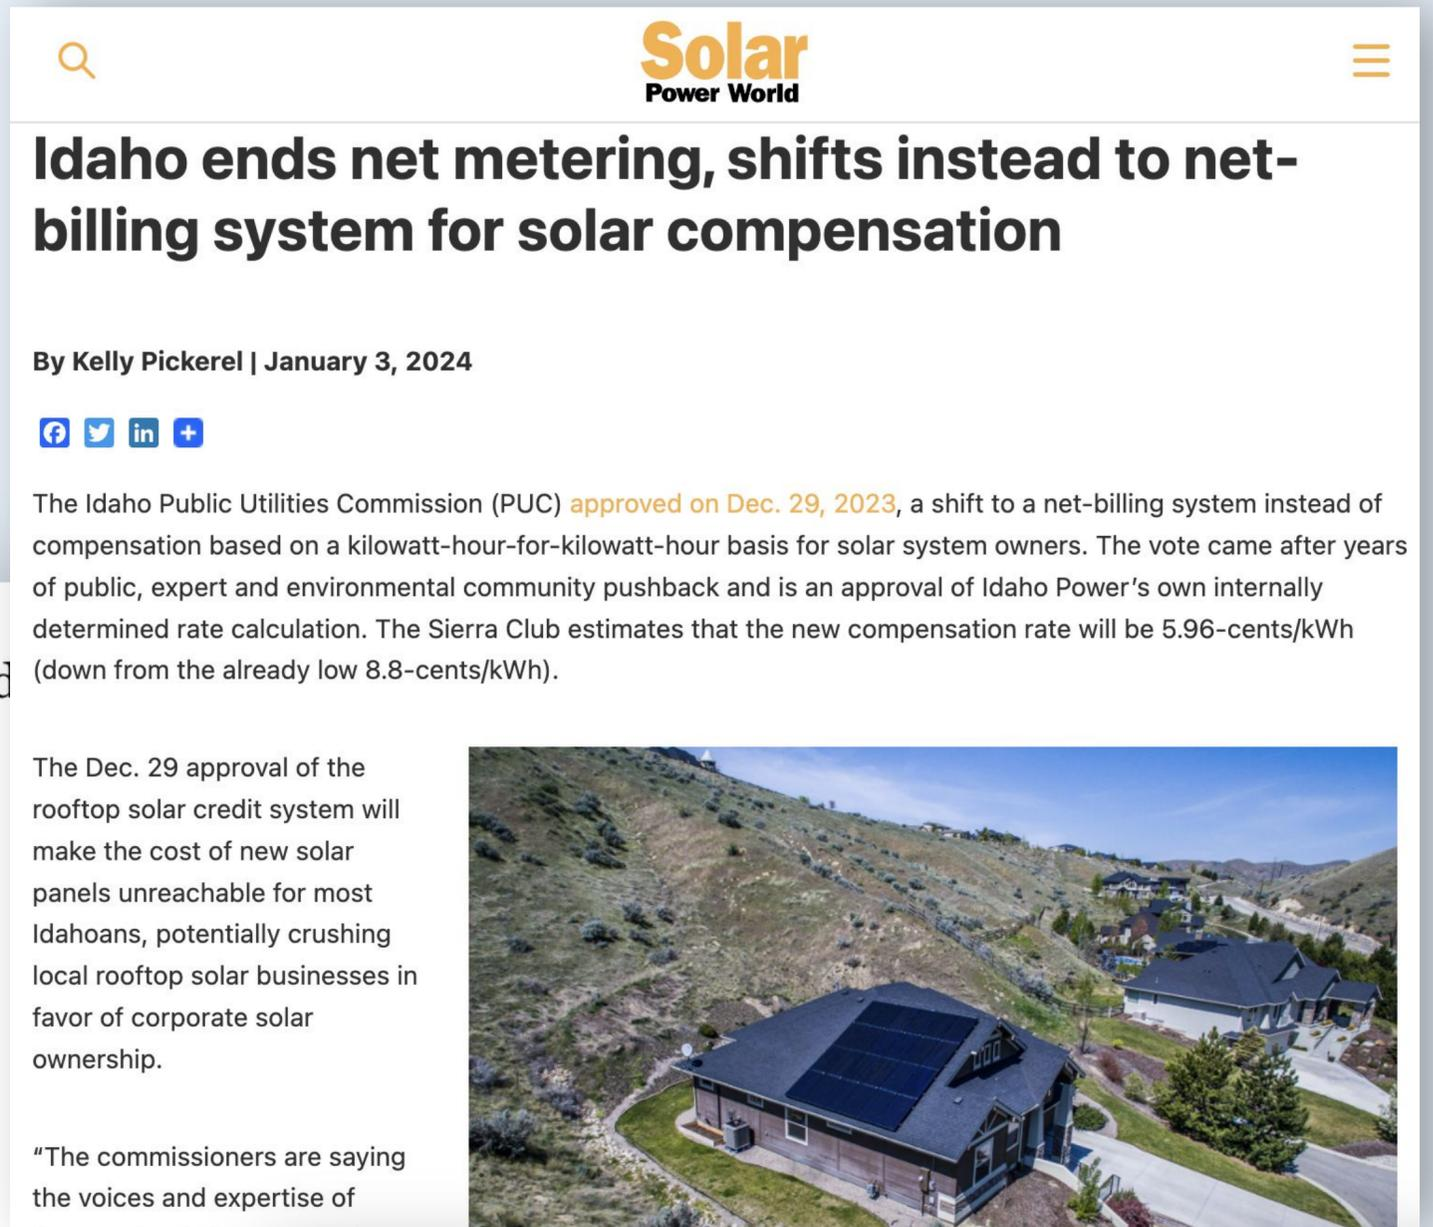 Solar
Power World
Idaho ends net metering, shifts instead to net-
billing system for solar compensation
By Kelly Pickerel | January 3, 2024
The Idaho Public Utilities Commission (PUC) approved on Dec. 29, 2023, a shift to a net-billing system instead of
compensation based on a kilowatt-hour-for-kilowatt-hour basis for solar system owners. The vote came after years
of public, expert and environmental community pushback and is an approval of Idaho Power’s own internally
determined rate calculation. The Sierra Club estimates that the new compensation rate will be 5.96-cents/kWh
(down from the already low 8.8-cents/kWh).
The Dec. 29 approval of the
rooftop solar credit system will
make the cost of new solar
panels unreachable for most
Idahoans, potentially crushing
local rooftop solar businesses in
favor of corporate solar
ownership.
“The commissioners are saying
the voices and expertise of